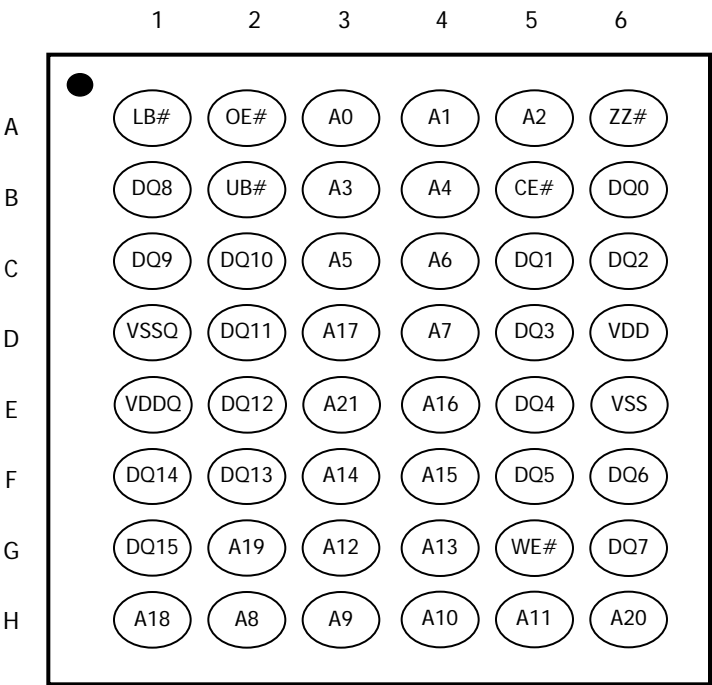 1 2 3 4 5 6
A LB# OE# A0 A1 A2 ZZ#
B DQ8 UB# A3 A4 CE# DQ0
C DQ9 DQ10 A5 A6 DQ1 DQ2
D VSSQ DQ11 A17 A7 DQ3 VDD
E VDDQ DQ12 A21 A16 DQ4 VSS
F DQ14 DQ13 A14 A15 DQ5 DQ6
G DQ15 A19 A12 A13 WE# DQ7
H A18 A8 A9 A10 A11 A20